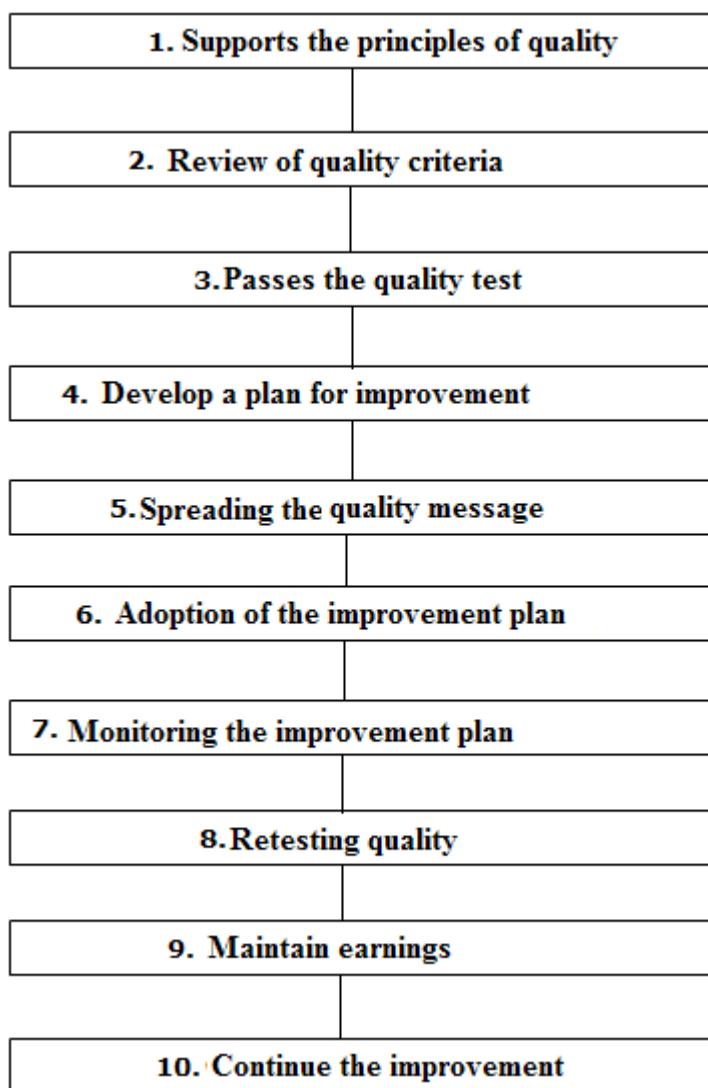 1. Supports the principles of quality
2. Review of quality criteria
3. Passes the quality test
4. Develop a plan for improvement
5. Spreading the quality message
6. Adoption of the improvement plan
7. Monitoring the improvement plan
8. Retesting quality
9. Maintain earnings
10. Continue the improvement